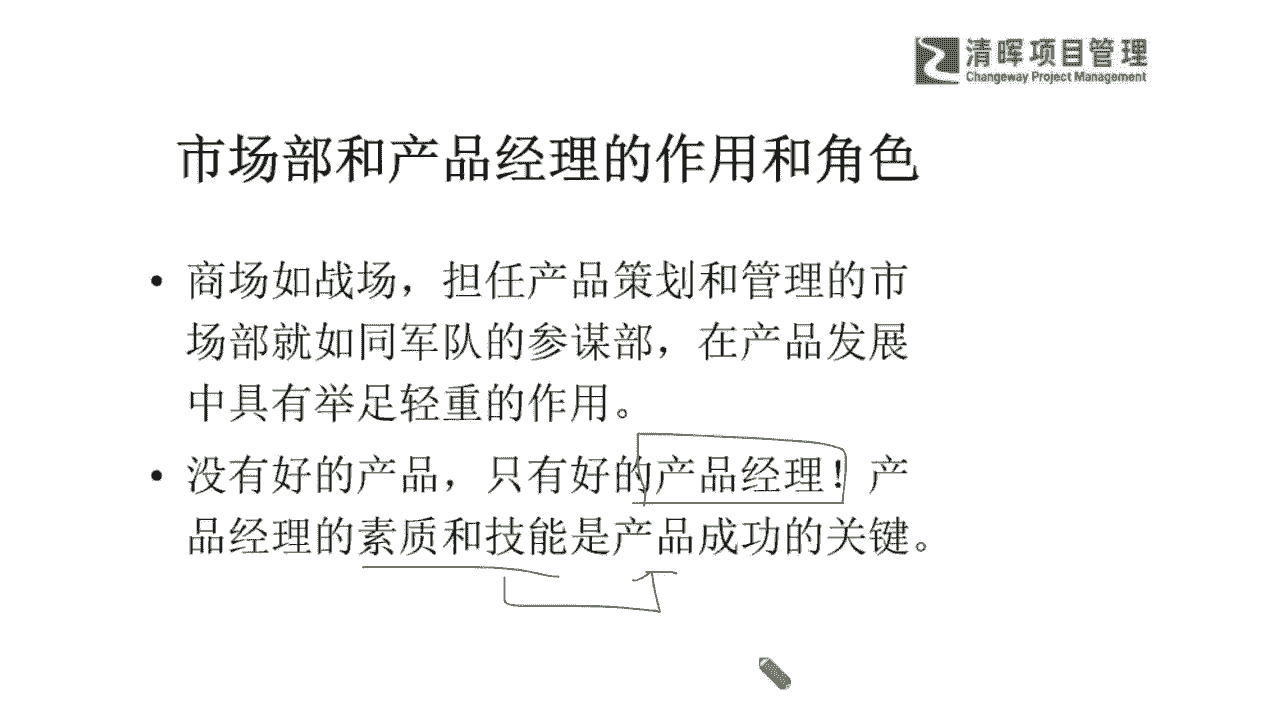 清晖项目管理
Changeway Project Management
市场部和产品经理的作用和角色
• 商场如战场，担任产品策划和管理的市
场部就如同军队的参谋部，在产品发展
中具有举足轻重的作用。
• 没有好的产品，只有好的产品经理！产
品经理的素质和技能是产品成功的关键。